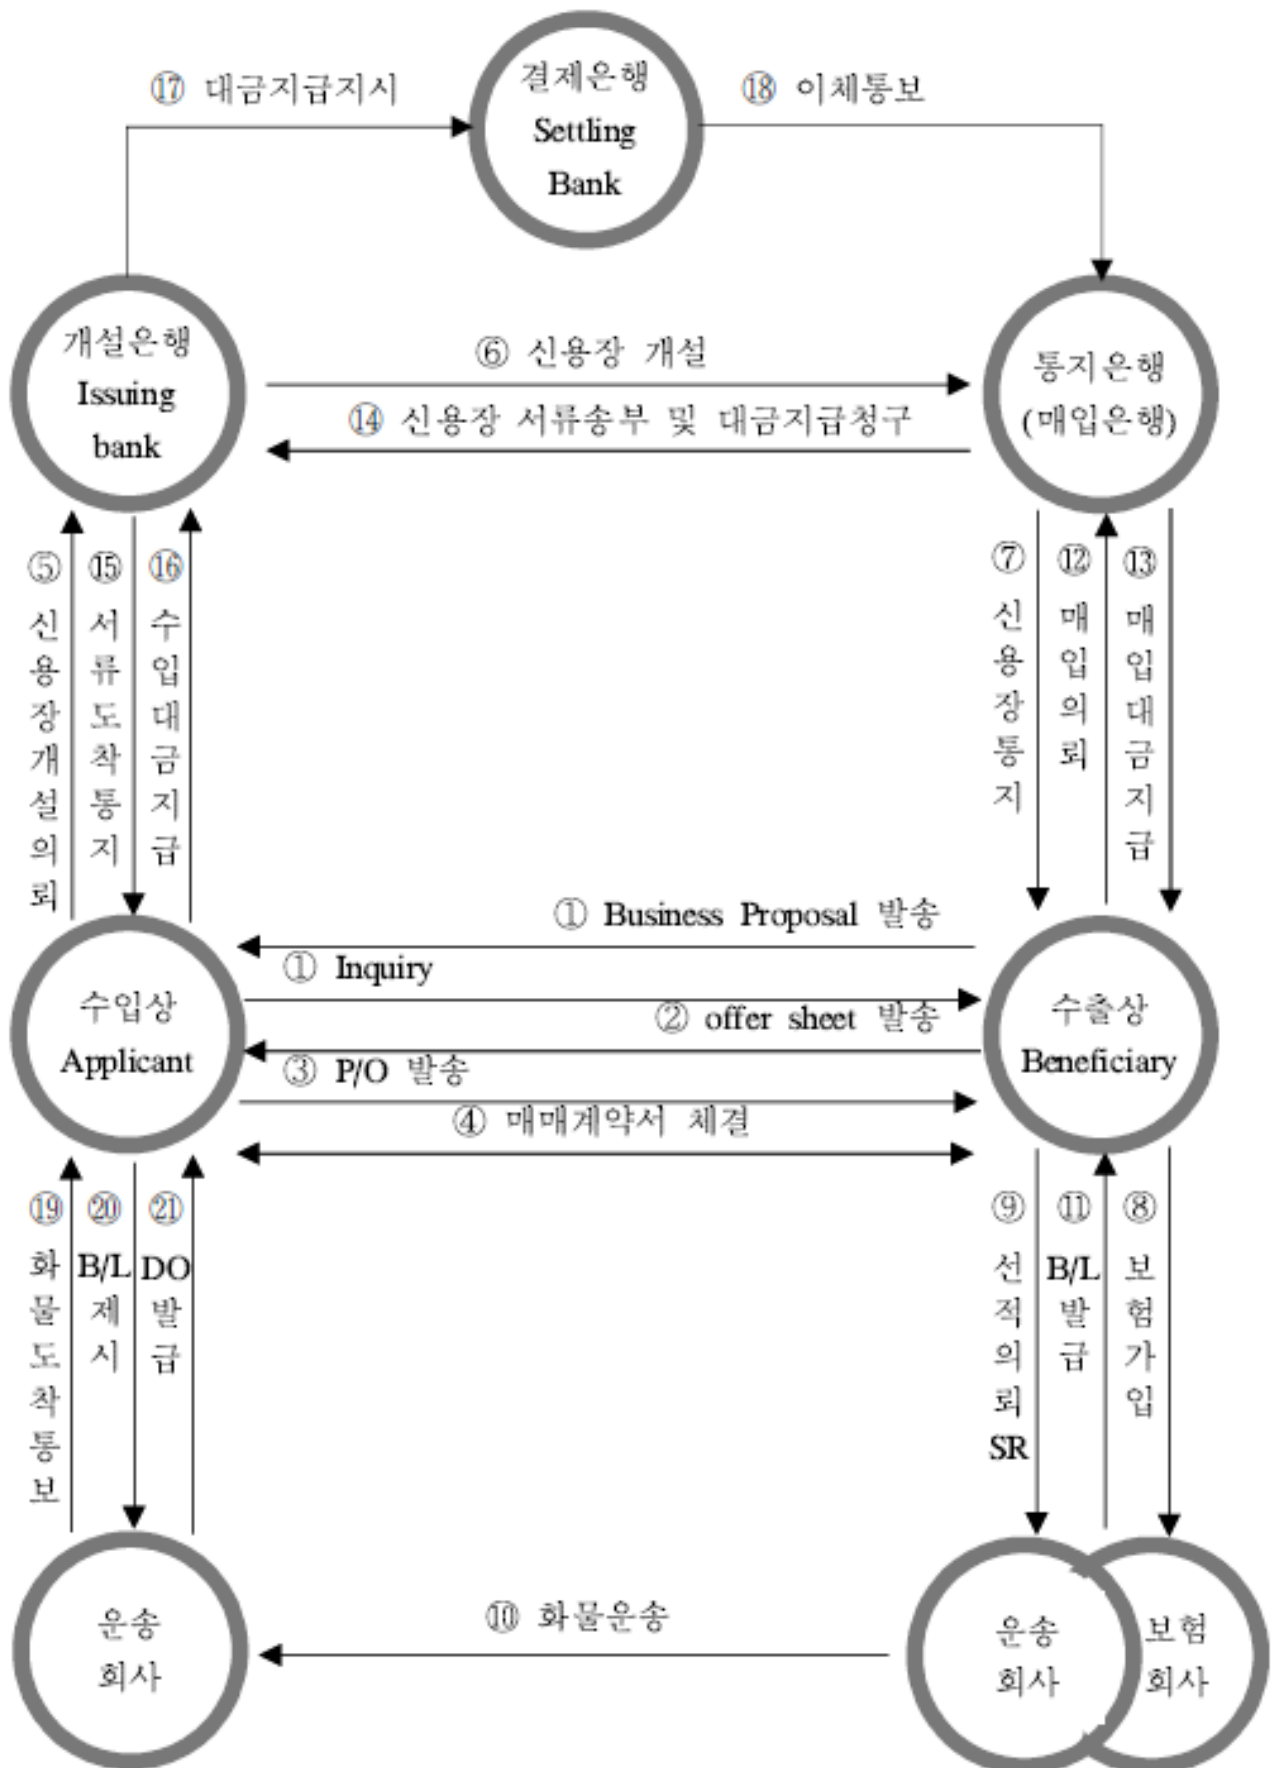 ⑰ 대금지급지시
결제은행
Settling
Bank
⑱ 이체통보
개설은행
Issuing
bank
⑥ 신용장 개설
⑭ 신용장 서류송부 및 대금지급청구
통지은행
(매입은행)
⑤ 신용장개설의뢰
⑮ 서류도착통지
⑯ 수입대금지급
⑦ 신용장통지
⑫ 매입의뢰
⑬ 매입대금지급
① Business Proposal 발송
① Inquiry
② offer sheet 발송
③ P/O 발송
④ 매매계약서 체결
수입상
Applicant
수출상
Beneficiary
⑲ 화물도착통보
⑳ B/L 제시
㉑ DO 발급
⑨ 선적의뢰 SR
⑪ B/L 발급
⑧ 보험가입
운송
회사
⑩ 화물운송
운송
회사
보험
회사